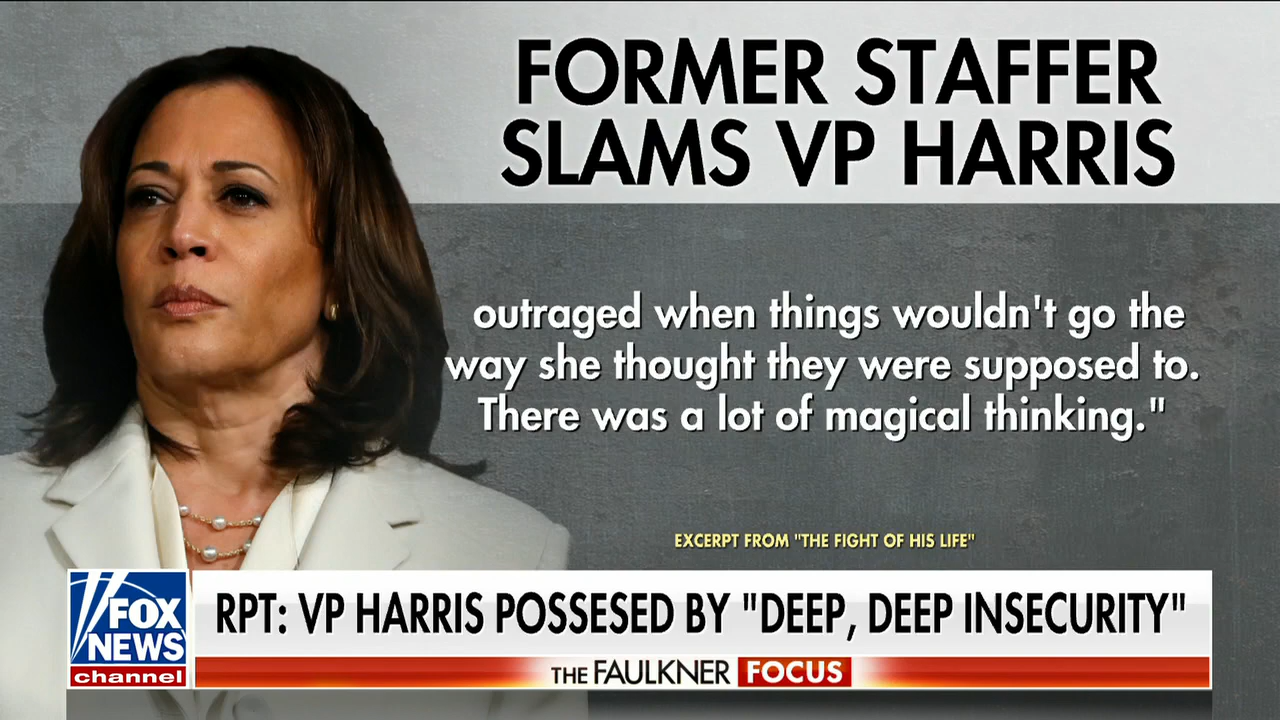 FORMER STAFFER
SLAMS VP HARRIS
outraged when things wouldn't go the
way she thought they were supposed to.
There was a lot of magical thinking."
EXCERPT FROM "THE FIGHT OF HIS LIFE"
FOX
NEWS
channel
RPT: VP HARRIS POSSESED BY "DEEP, DEEP INSECURITY"
THE FAULKNER FOCUS